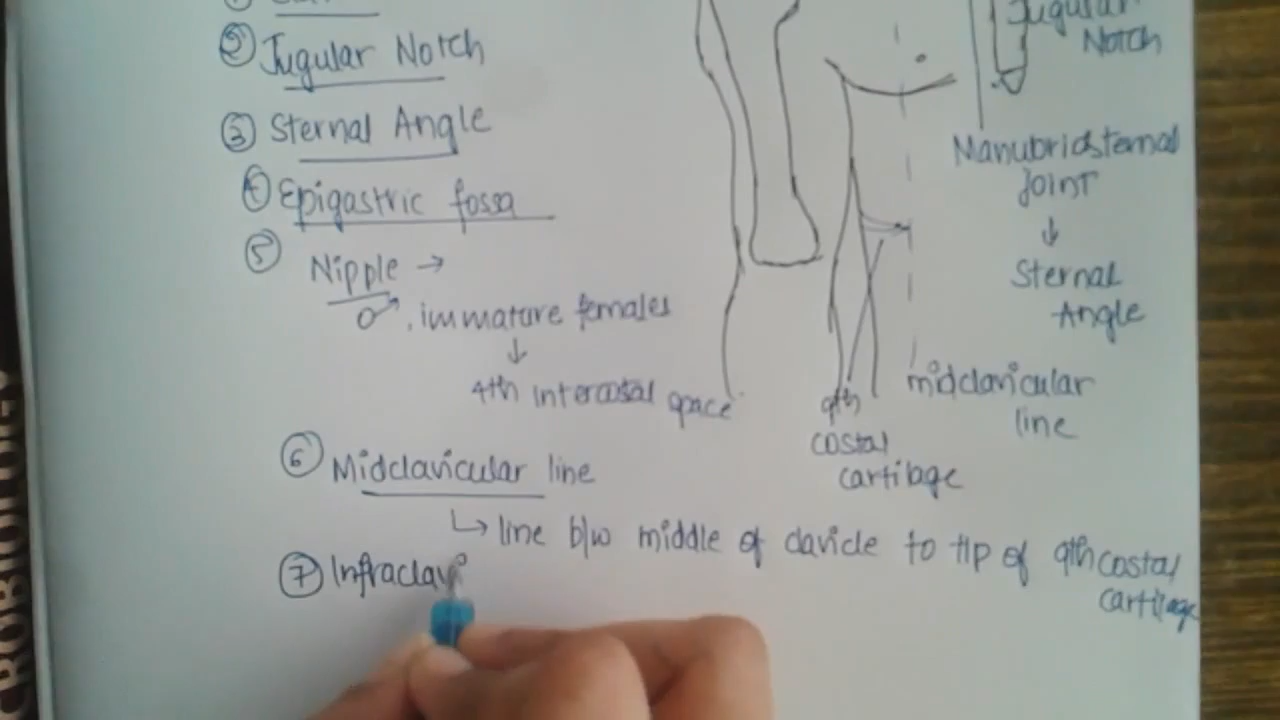 ② Jugular Notch
③ Sternal Angle
④ Epigastric fossa
⑤ Nipple →
♂, immature females
↓
4th intercostal space
⑥ Midclavicular line
↳ line b/w middle of clavicle to tip of 9th costal
cartilage
⑦ Infraclavi
Jugular
Notch
Manubriosternal
Joint
↓
Sternal
Angle
midclavicular
line
9th
costal
cartilage